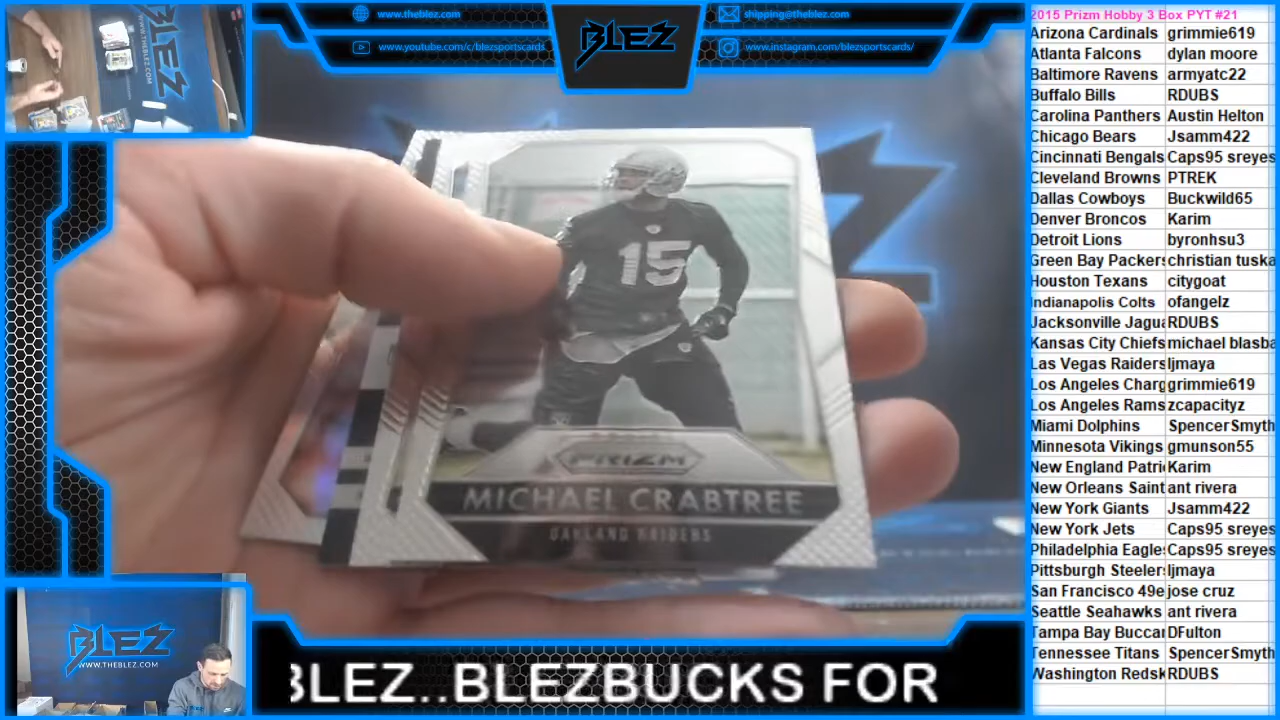 www.theblez.com
www.youtube.com/c/blezsportscards
BLEZ
shipping@theblez.com
www.instagram.com/blezsportscards/
15
PRIZM
MICHAEL CRABTREE
OAKLAND RAIDERS
BLEZ
WWW.THEBLEZ.COM
BLEZ..BLEZBUCKS FOR
2015 Prizm Hobby 3 Box PYT #21
Arizona Cardinals grimmie619
Atlanta Falcons dylan moore
Baltimore Ravens armyatc22
Buffalo Bills RDUBS
Carolina Panthers Austin Helton
Chicago Bears Jsamm422
Cincinnati Bengals Caps95 sreyes
Cleveland Browns PTREK
Dallas Cowboys Buckwild65
Denver Broncos Karim
Detroit Lions byronhsu3
Green Bay Packers christian tuska
Houston Texans citygoat
Indianapolis Colts ofangelz
Jacksonville Jagua RDUBS
Kansas City Chiefs michael blasba
Las Vegas Raiders ljmaya
Los Angeles Charg grimmie619
Los Angeles Rams zcapacityz
Miami Dolphins SpencerSmyth
Minnesota Vikings gmunson55
New England Patri Karim
New Orleans Saint ant rivera
New York Giants Jsamm422
New York Jets Caps95 sreyes
Philadelphia Eagle Caps95 sreyes
Pittsburgh Steelers ljmaya
San Francisco 49e jose cruz
Seattle Seahawks ant rivera
Tampa Bay Buccar DFulton
Tennessee Titans SpencerSmyth
Washington Redsk RDUBS